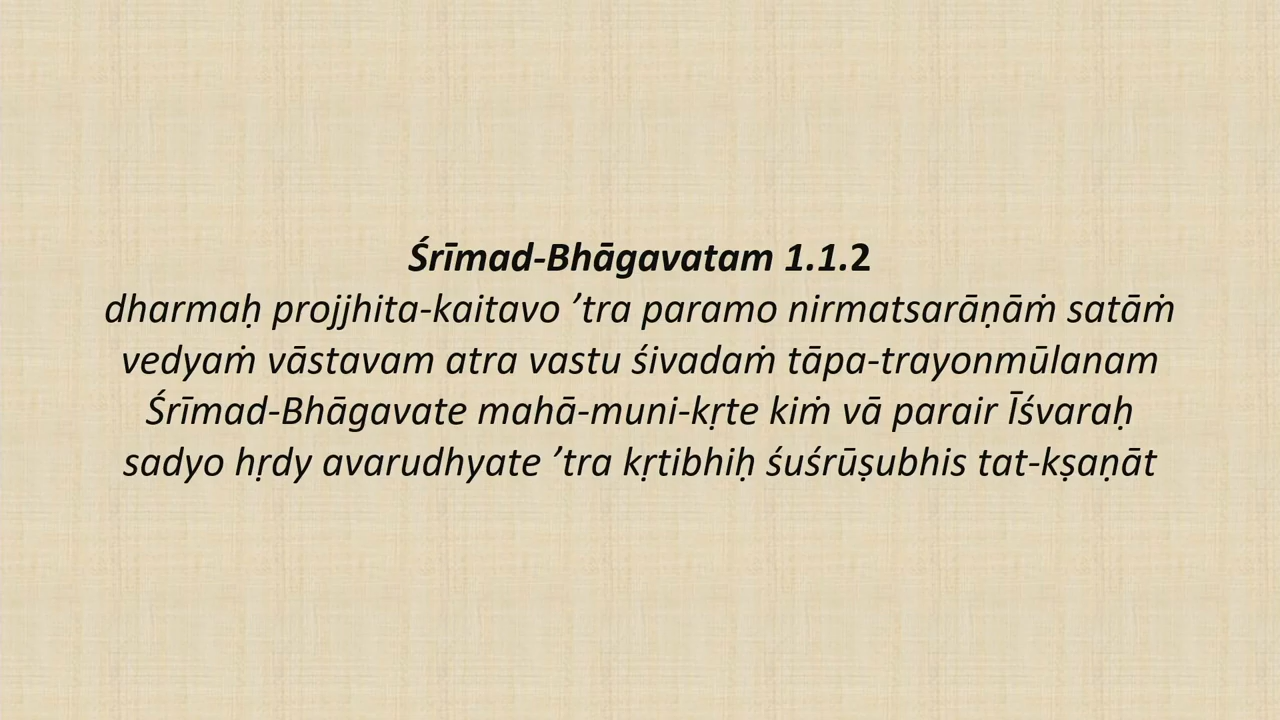 Śrīmad-Bhāgavatam 1.1.2
dharmaḥ projjhita-kaitavo ’tra paramo nirmatsarāṇāṁ satāṁ
vedyaṁ vāstavam atra vastu śivadaṁ tāpa-trayonmūlanam
Śrīmad-Bhāgavate mahā-muni-kṛte kiṁ vā parair Īśvaraḥ
sadyo hṛdy avarudhyate ’tra kṛtibhiḥ śuśrūṣubhis tat-kṣaṇāt